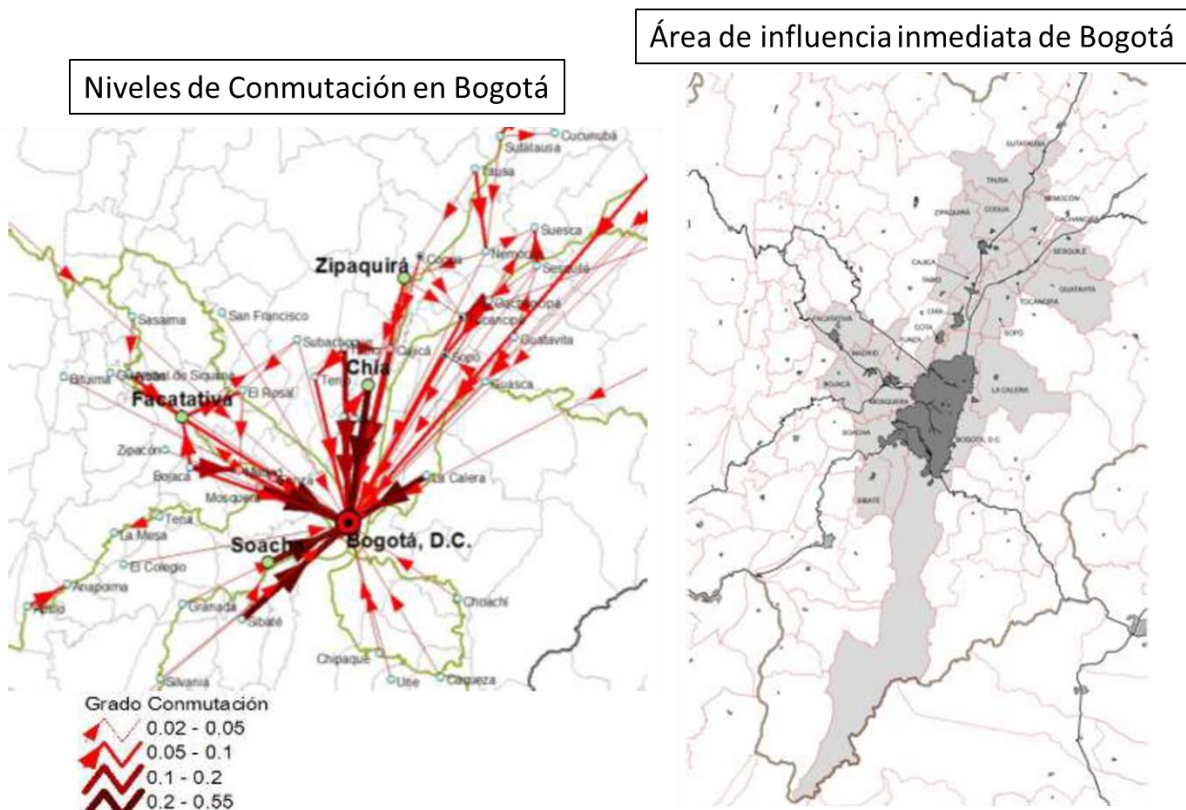 Área de influencia inmediata de Bogotá
Niveles de Conmutación en Bogotá
Cucunubá
Sutatausa
Tausa
Suesca
Nemocón
Sesquilé
Zipaquirá
Cogua
Gachancipá
Tocancipá
Sasaima
San Francisco
Guatavita
Subachoque
Cajicá
Sopó
Chía
Tenjo
Guasca
Bituima
El Rosal
Facatativa
Zipacón
Bojacá
La Calera
Mosquera
Tena
Bogotá, D.C.
La Mesa
Soacha
El Colegio
Anapoima
Apulo
Granada
Choachí
Sibaté
Chipaque
Silvania
Une
Caqueza
Grado Conmutación
0.02 - 0.05
0.05 - 0.1
0.1 - 0.2
0.2 - 0.55
SUTATAUSA
TAUSA
NEMOCÓN
ZIPAQUIRÁ
COGUA
GACHANCIPÁ
SESQUILÉ
CAJICÁ
TABIO
GUATAVITA
TOCANCIPÁ
CHÍA
FACATATIVÁ
COTA
SOPÓ
FUNZA
MADRID
BOJACÁ
LA CALERA
MOSQUERA
SOACHA
BOGOTÁ, D.C.
SIBATÉ